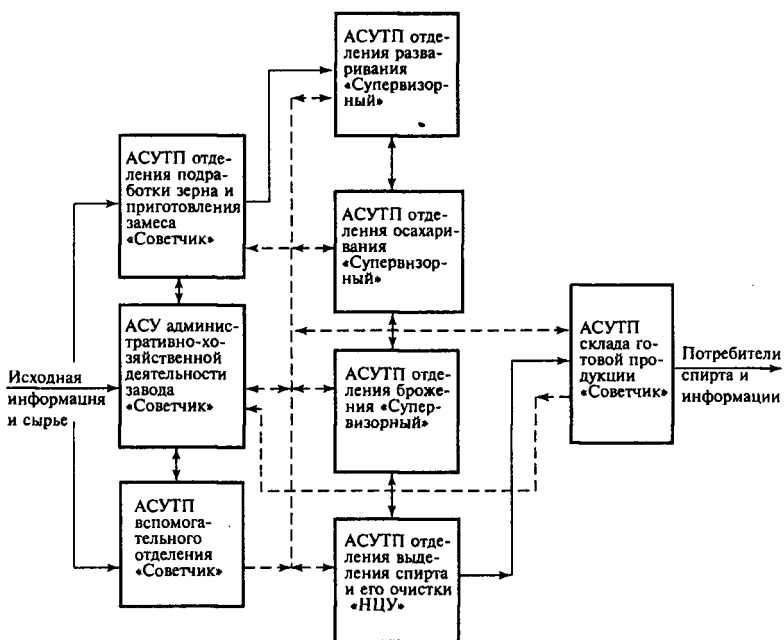 АСУТП отде-
ления разва-
ривания
«Супервизор-
ный»
АСУТП отде-
ления подра-
ботки зерна и
приготовления
замеса
«Советчик»
АСУТП отде-
ления осахари-
вания
«Супервизор-
ный»
АСУ админис-
тративно-хо-
зяйственной
деятельности
завода
«Советчик»
АСУТП
склада го-
товой про-
дукции
«Советчик»
Исходная
информация
и сырье
Потребители
спирта и
информации
АСУТП отде-
ления броже-
ния «Супер-
визорный»
АСУТП
вспомога-
тельного
отделения
«Советчик»
АСУТП отде-
ления выде-
ления спирта
и его очистки
«НЦУ»